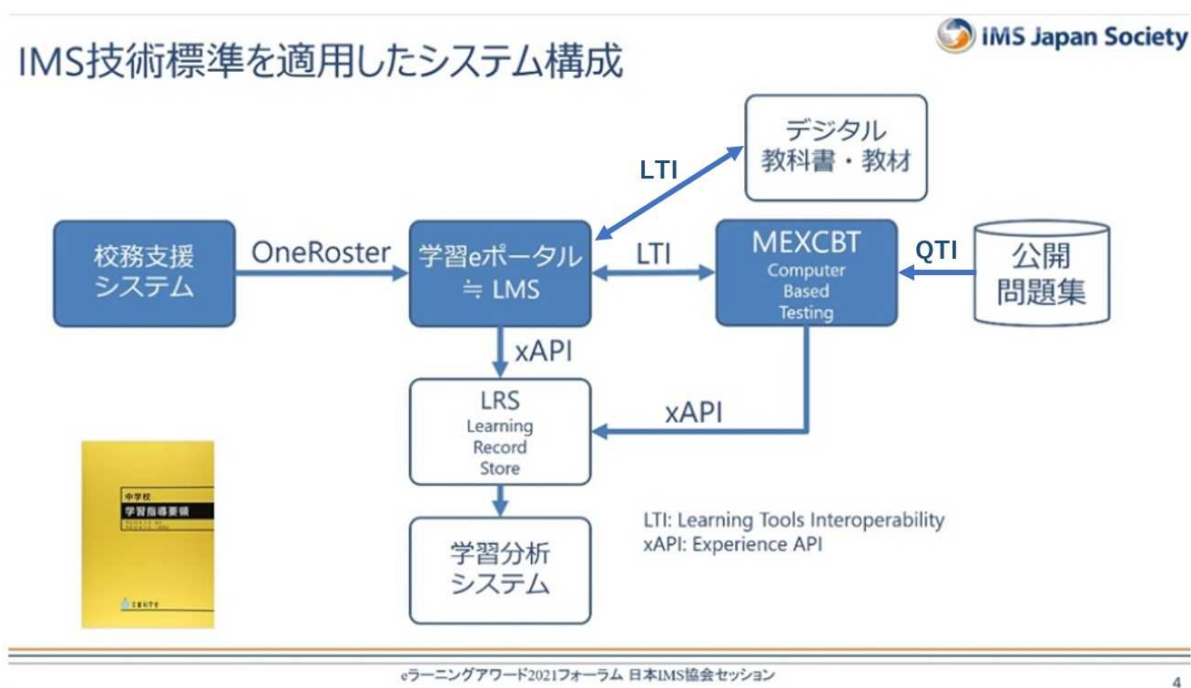 IMS技術標準を適用したシステム構成
IMS Japan Society
デジタル
教科書・教材
LTI
校務支援
システム
OneRoster
学習eポータル
≒ LMS
LTI
MEXCBT
Computer
Based
Testing
QTI
公開
問題集
xAPI
LRS
Learning
Record
Store
xAPI
中学校
学習指導要領
文部科学省
学習分析
システム
LTI: Learning Tools Interoperability
xAPI: Experience API
eラーニングアワード2021フォーラム 日本IMS協会セッション
4